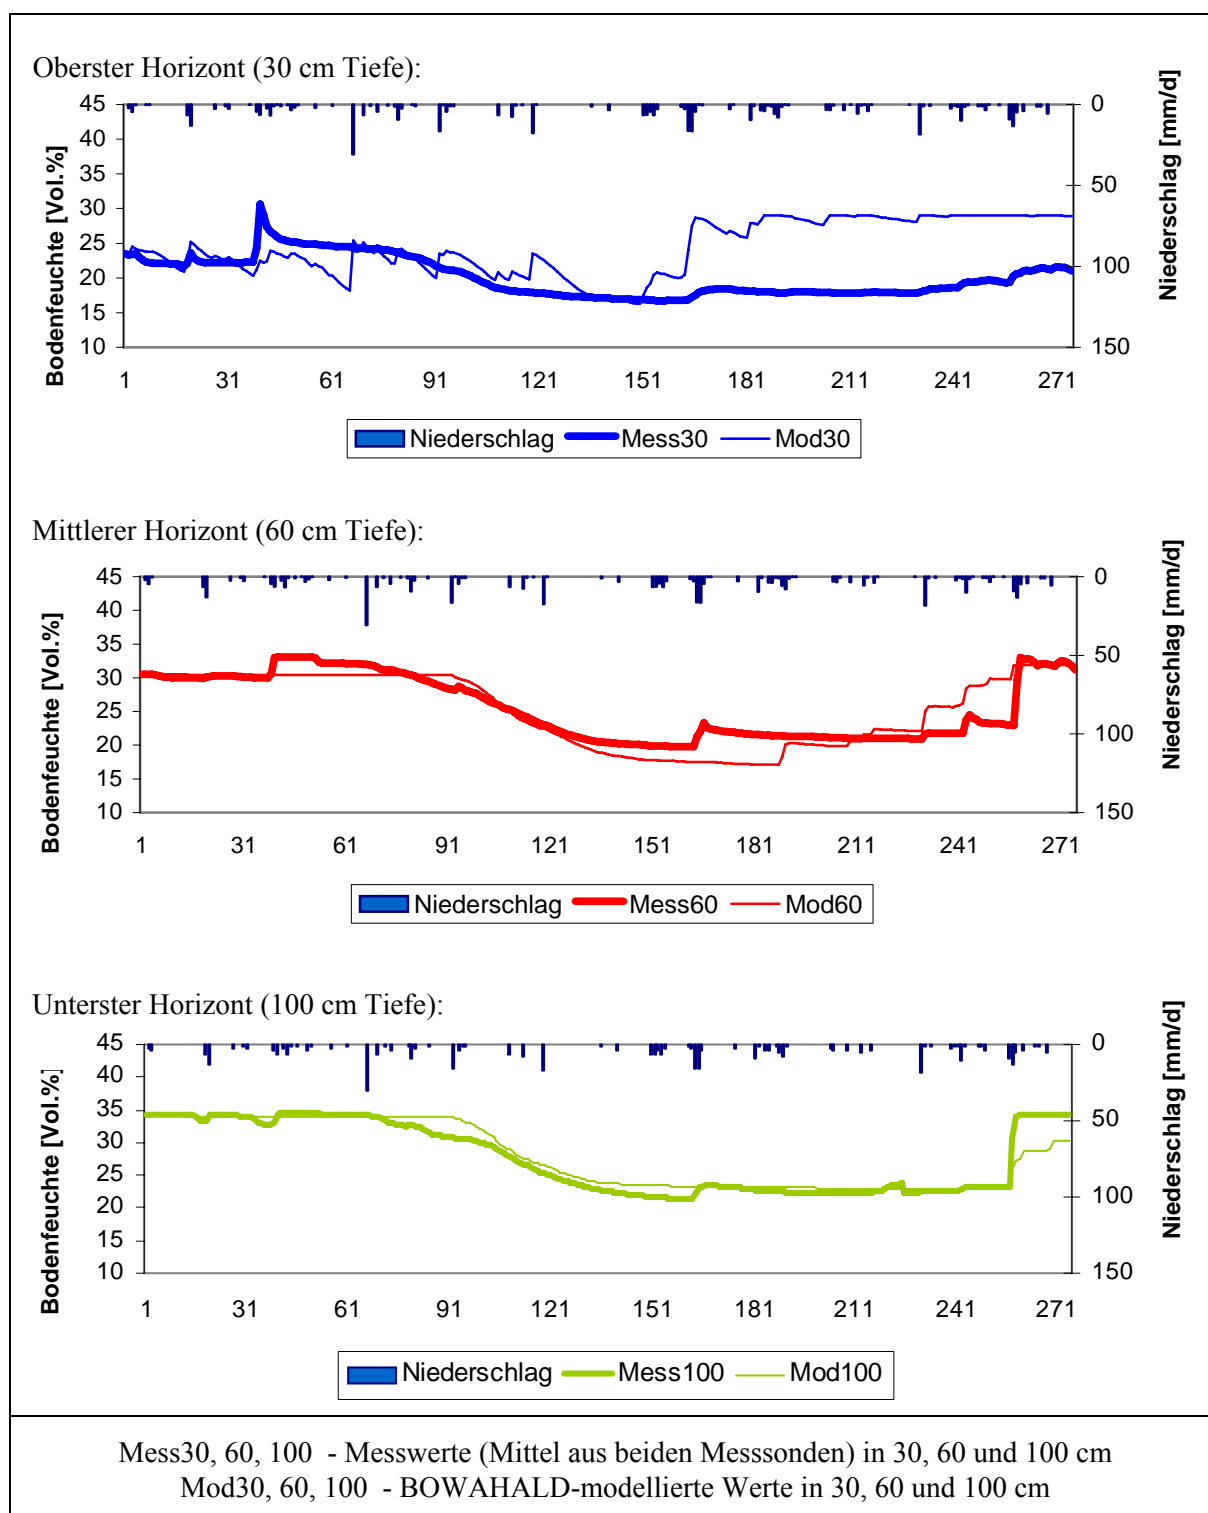 Oberster Horizont (30 cm Tiefe):
Bodenfeuchte [Vol.%]
45
40
35
30
25
20
15
10
0
50
100
150
Niederschlag [mm/d]
1 31 61 91 121 151 181 211 241 271
Niederschlag Mess30 Mod30
Mittlerer Horizont (60 cm Tiefe):
Bodenfeuchte [Vol.%]
45
40
35
30
25
20
15
10
0
50
100
150
Niederschlag [mm/d]
1 31 61 91 121 151 181 211 241 271
Niederschlag Mess60 Mod60
Unterster Horizont (100 cm Tiefe):
Bodenfeuchte [Vol.%]
45
40
35
30
25
20
15
10
0
50
100
150
Niederschlag [mm/d]
1 31 61 91 121 151 181 211 241 271
Niederschlag Mess100 Mod100
Mess30, 60, 100 - Messwerte (Mittel aus beiden Messsonden) in 30, 60 und 100 cm
Mod30, 60, 100 - BOWAHALD-modellierte Werte in 30, 60 und 100 cm